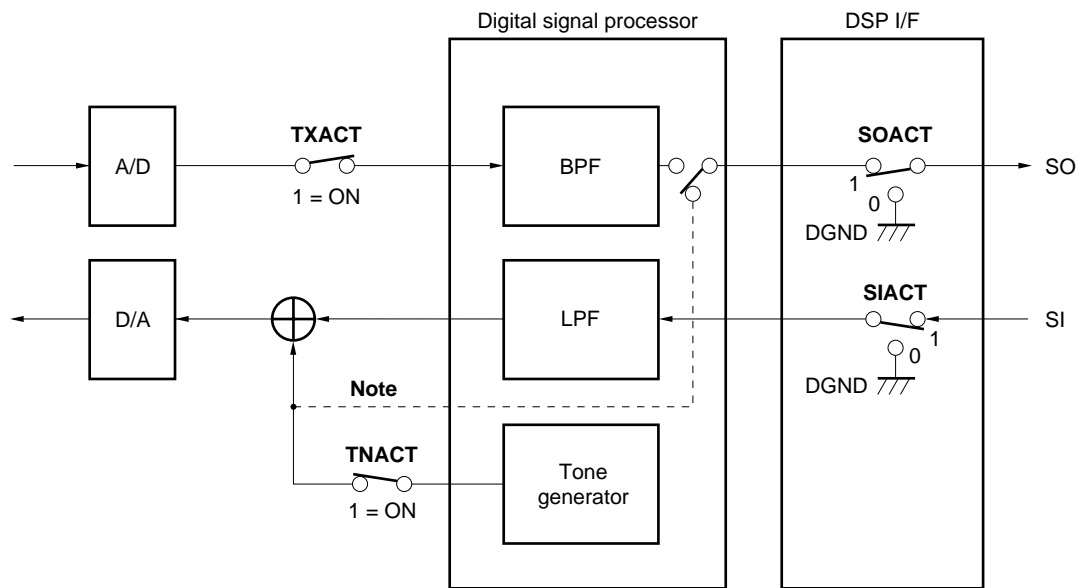 Digital signal processor
DSP I/F
A/D
TXACT
1 = ON
BPF
SOACT
1
0
DGND
SO
D/A
LPF
SIACT
1
0
DGND
SI
Note
TNACT
1 = ON
Tone
generator